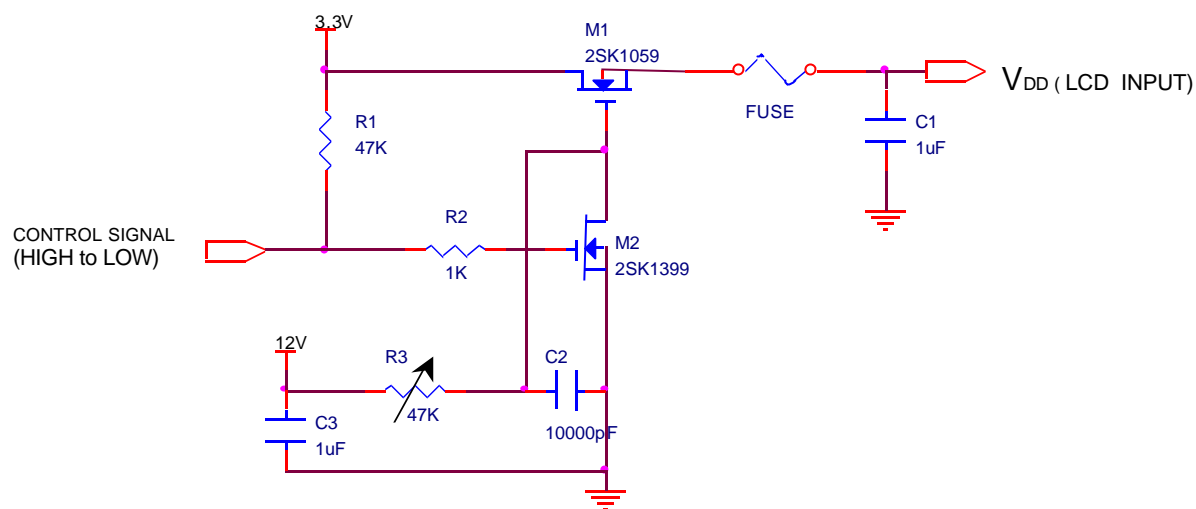 3.3V
M1
2SK1059
FUSE
VDD ( LCD INPUT)
R1
47K
C1
1uF
CONTROL SIGNAL
(HIGH to LOW)
R2
1K
M2
2SK1399
12V
R3
47K
C2
10000pF
C3
1uF